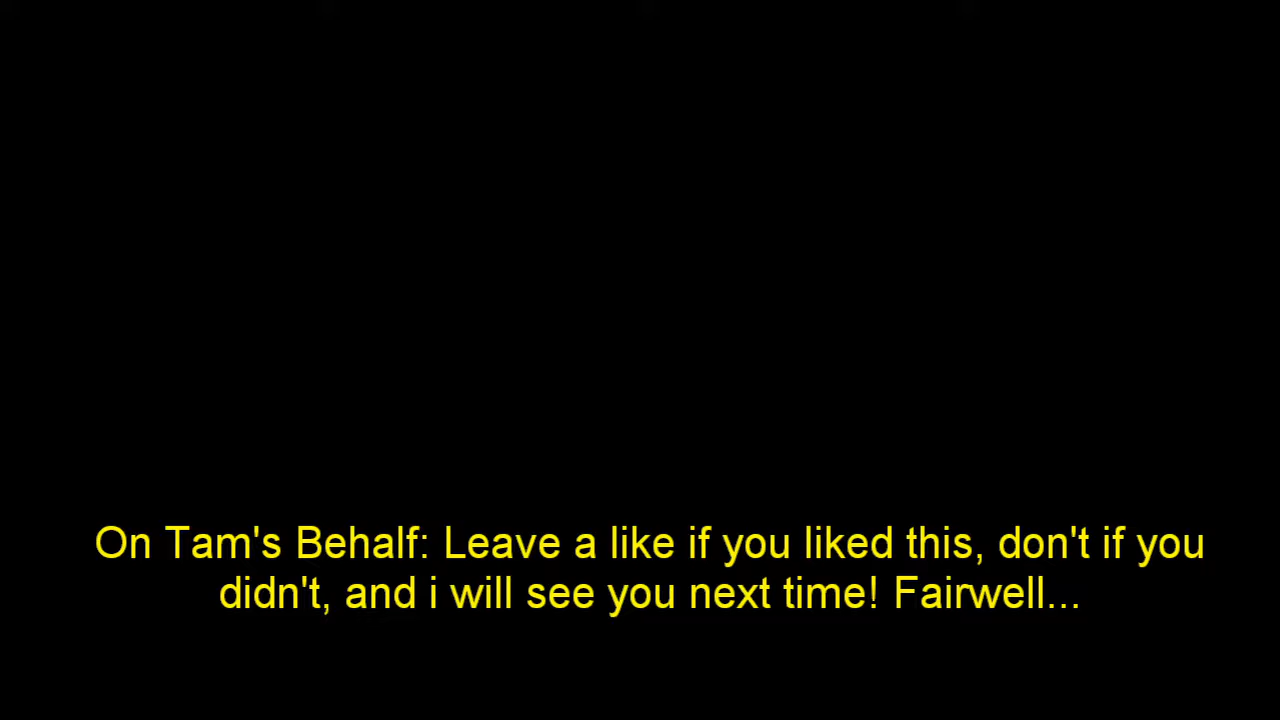 On Tam's Behalf: Leave a like if you liked this, don't if you
didn't, and i will see you next time! Fairwell...